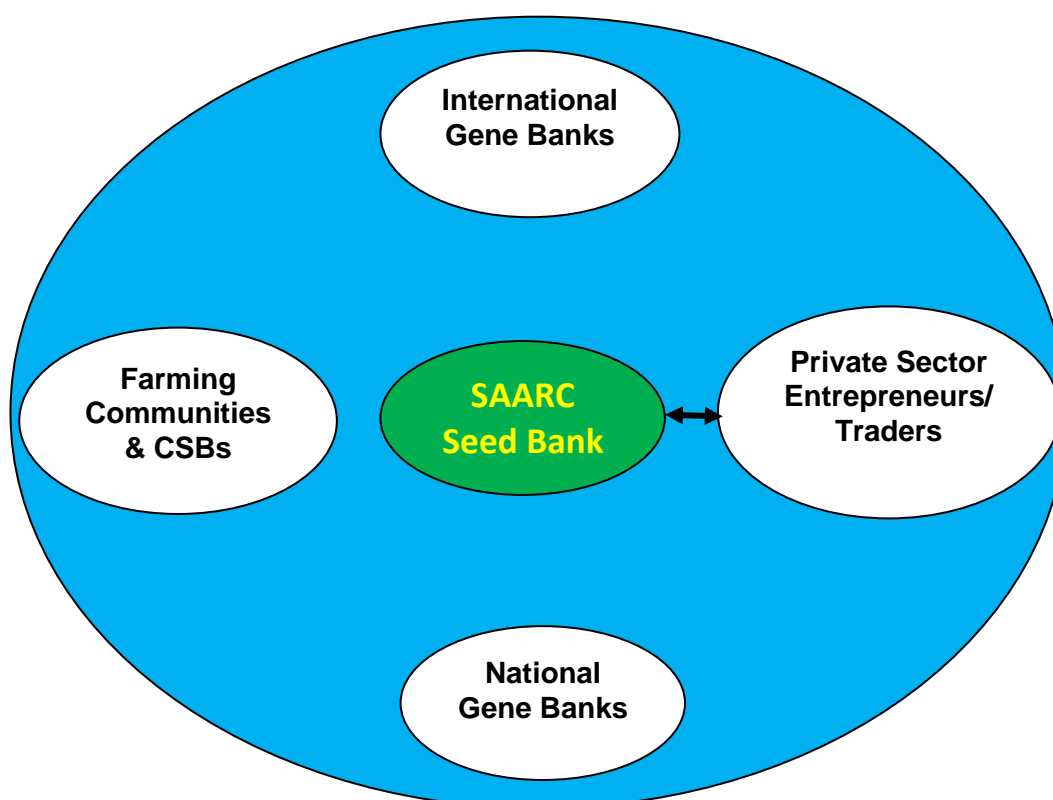 International
Gene Banks
Farming
Communities
& CSBs
SAARC
Seed Bank
Private Sector
Entrepreneurs/
Traders
National
Gene Banks